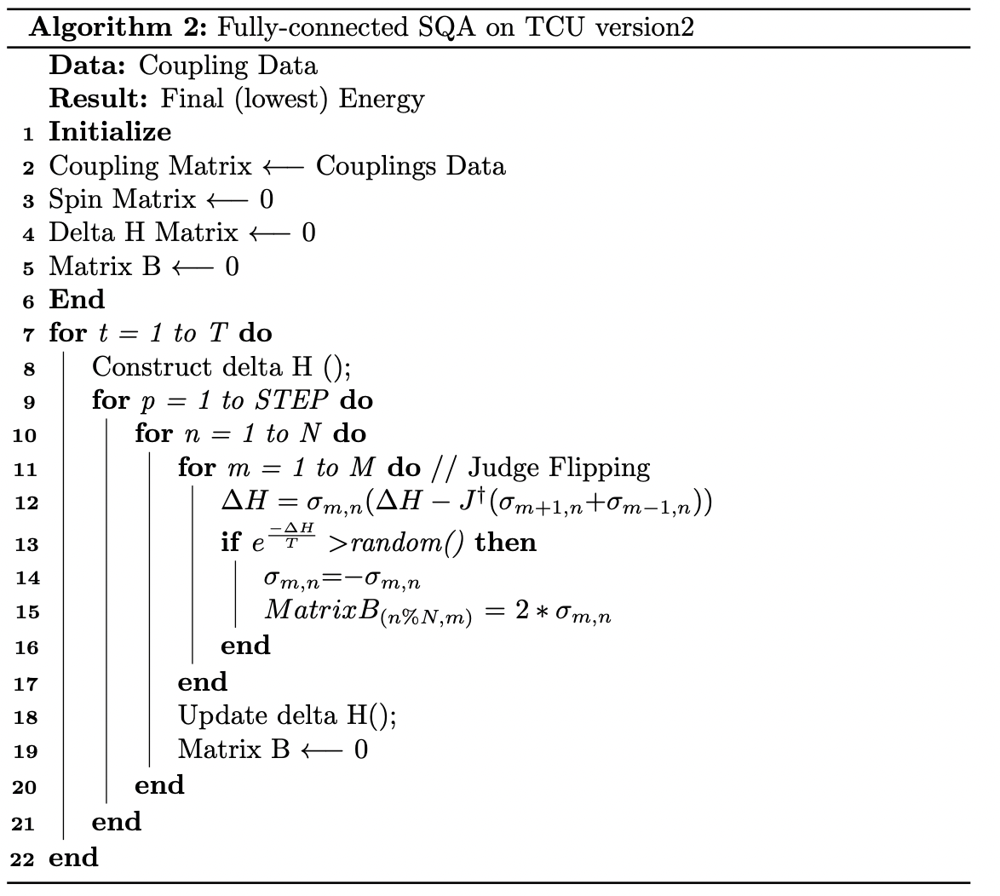 Algorithm 2: Fully-connected SQA on TCU version2
Data: Coupling Data
Result: Final (lowest) Energy
1 Initialize
2 Coupling Matrix ⟵ Couplings Data
3 Spin Matrix ⟵ 0
4 Delta H Matrix ⟵ 0
5 Matrix B ⟵ 0
6 End
7 for t = 1 to T do
8 Construct delta H ();
9 for p = 1 to STEP do
10 for n = 1 to N do
11 for m = 1 to M do // Judge Flipping
12 ΔH = σ_{m,n}(ΔH − J^†(σ_{m+1,n}+σ_{m−1,n}))
13 if e^{\frac{−ΔH}{T}} >random() then
14 σ_{m,n}=−σ_{m,n}
15 MatrixB_{(n%N,m)} = 2 ∗ σ_{m,n}
16 end
17 end
18 Update delta H();
19 Matrix B ⟵ 0
20 end
21 end
22 end